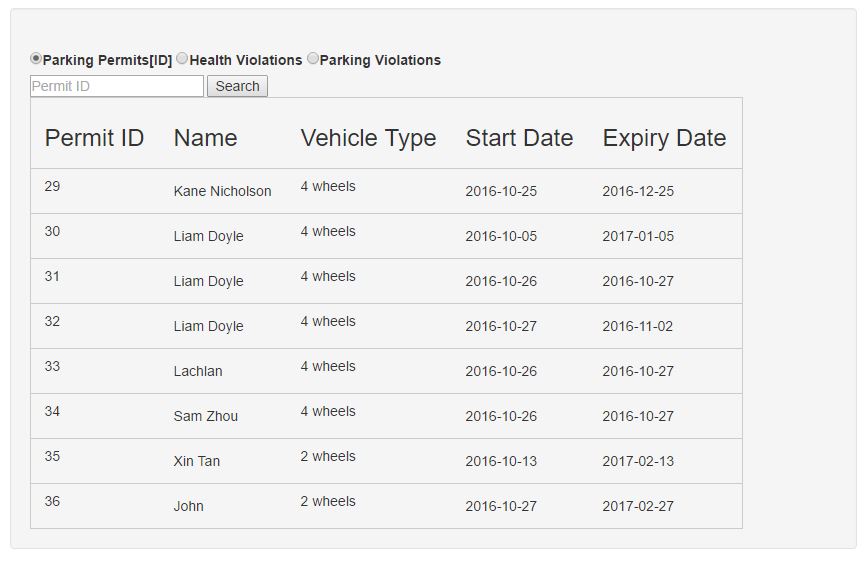 Parking Permits[ID] Health Violations Parking Violations
Permit ID Search
Permit ID Name Vehicle Type Start Date Expiry Date
29 Kane Nicholson 4 wheels 2016-10-25 2016-12-25
30 Liam Doyle 4 wheels 2016-10-05 2017-01-05
31 Liam Doyle 4 wheels 2016-10-26 2016-10-27
32 Liam Doyle 4 wheels 2016-10-27 2016-11-02
33 Lachlan 4 wheels 2016-10-26 2016-10-27
34 Sam Zhou 4 wheels 2016-10-26 2016-10-27
35 Xin Tan 2 wheels 2016-10-13 2017-02-13
36 John 2 wheels 2016-10-27 2017-02-27